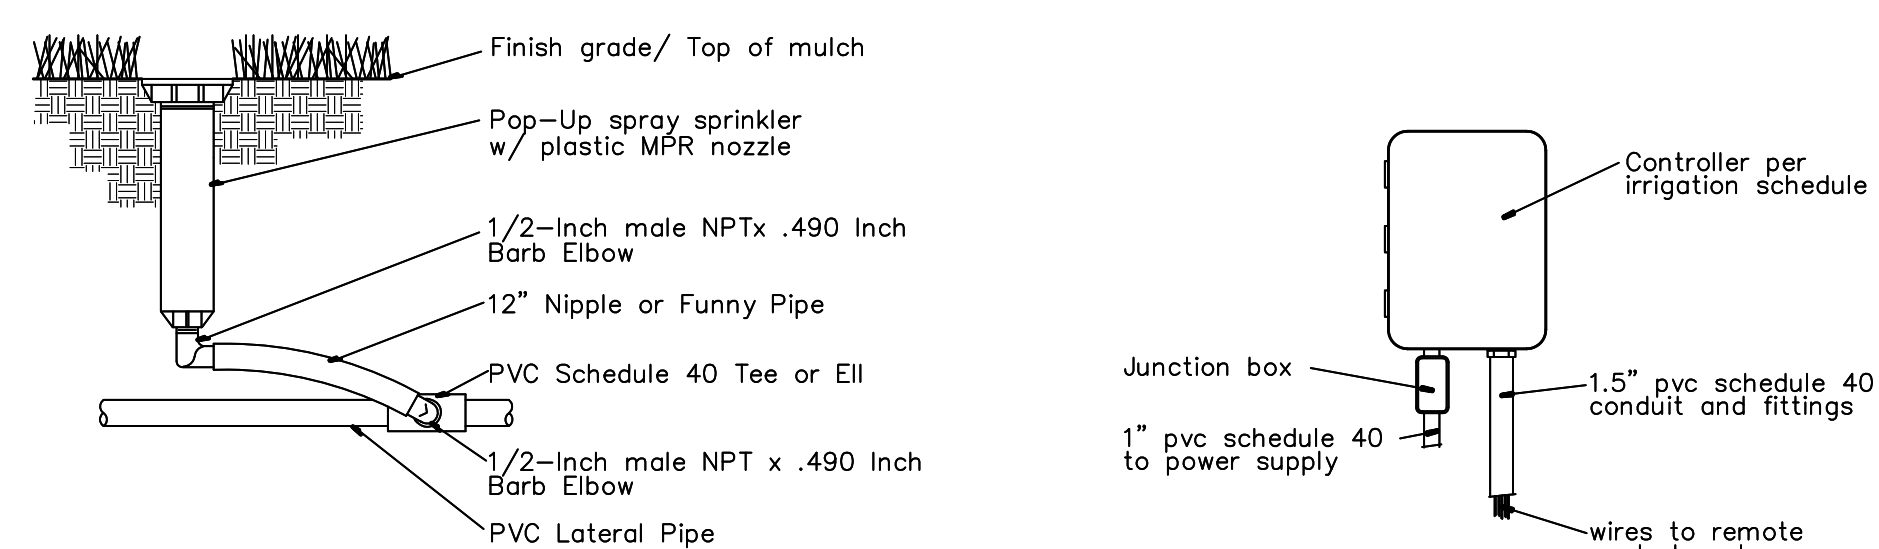 Finish grade/ Top of mulch
Pop-Up spray sprinkler
w/ plastic MPR nozzle
1/2-Inch male NPTx .490 Inch
Barb Elbow
12" Nipple or Funny Pipe
PVC Schedule 40 Tee or Ell
1/2-Inch male NPT x .490 Inch
Barb Elbow
PVC Lateral Pipe
Controller per
irrigation schedule
Junction box
1.5" pvc schedule 40
conduit and fittings
1" pvc schedule 40
to power supply
wires to remote